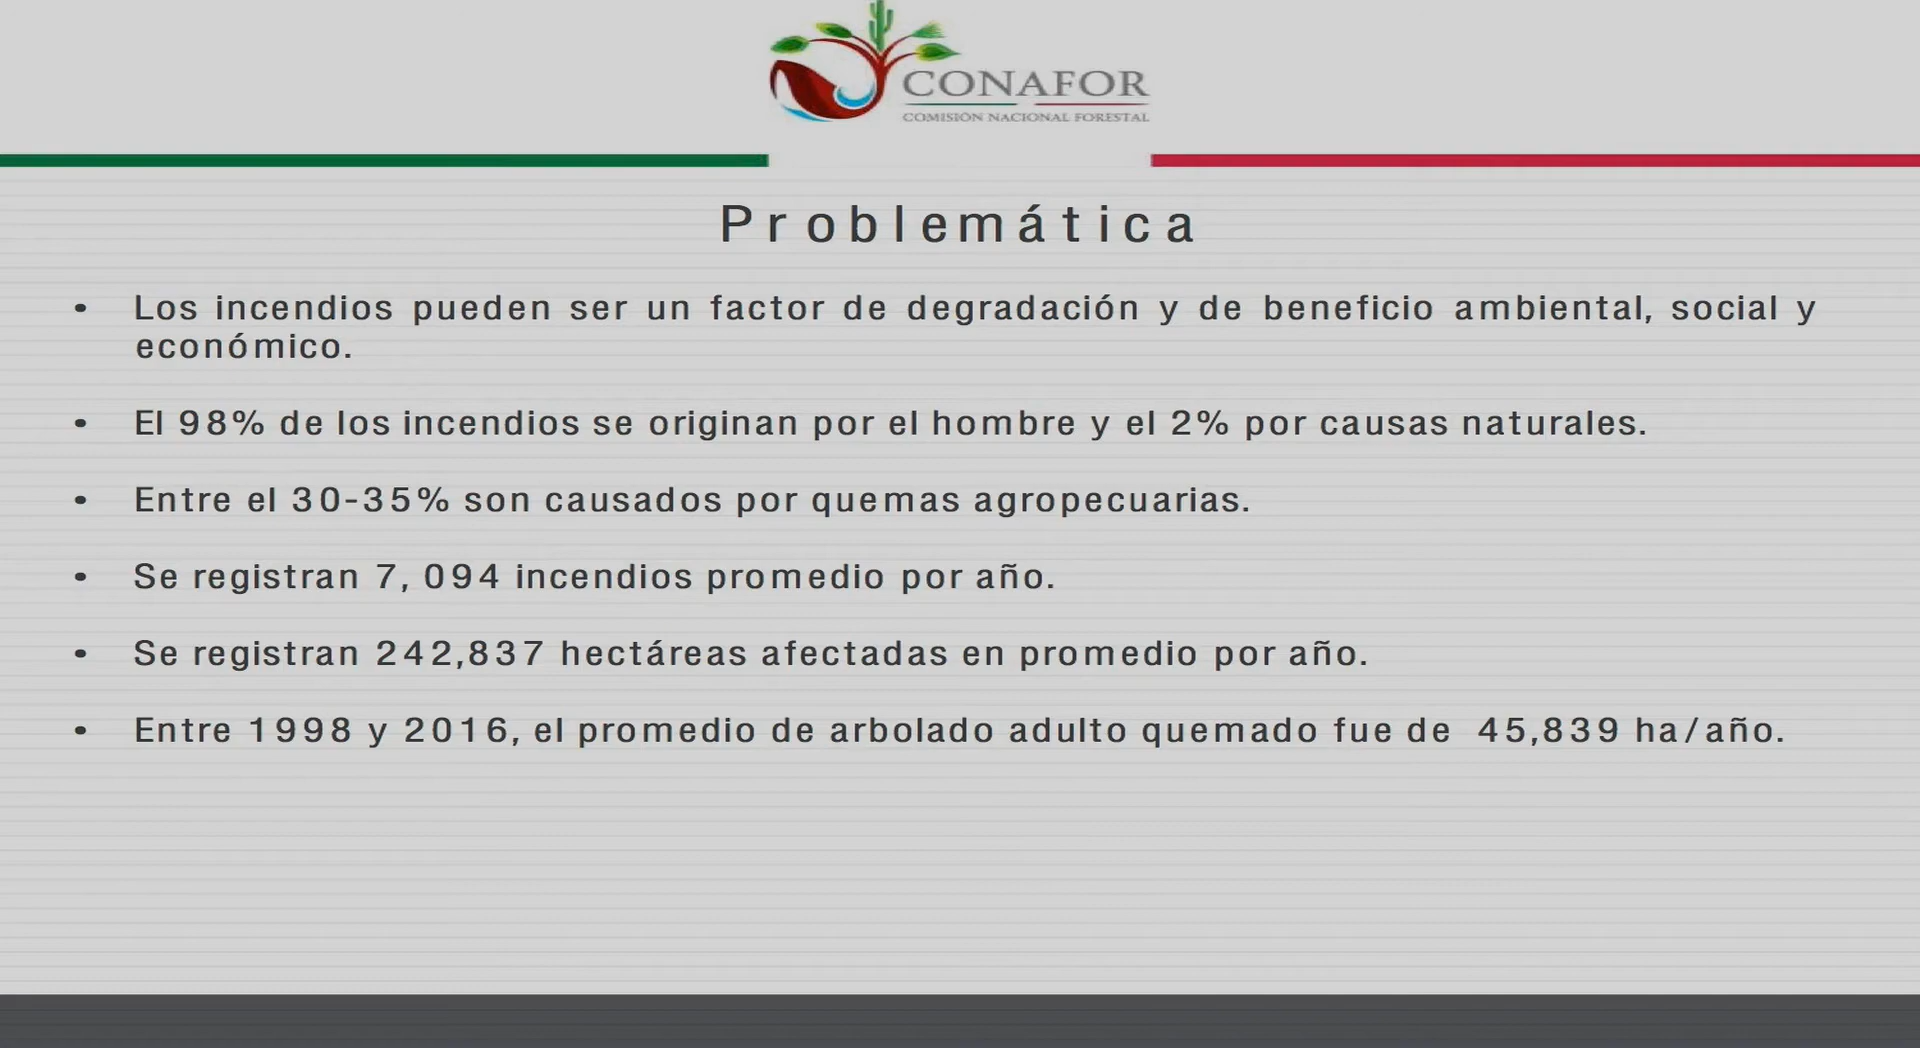 CONAFOR
COMISIÓN NACIONAL FORESTAL
Problemática
• Los incendios pueden ser un factor de degradación y de beneficio ambiental, social y
económico.
• El 98% de los incendios se originan por el hombre y el 2% por causas naturales.
• Entre el 30-35% son causados por quemas agropecuarias.
• Se registran 7, 094 incendios promedio por año.
• Se registran 242,837 hectáreas afectadas en promedio por año.
• Entre 1998 y 2016, el promedio de arbolado adulto quemado fue de 45,839 ha/año.